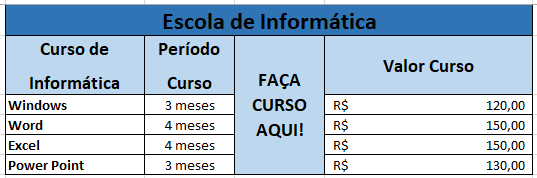 Escola de Informática
Curso de
Informática
Período
Curso
FAÇA
CURSO
AQUI!
Valor Curso
Windows 3 meses R$ 120,00
Word 4 meses R$ 150,00
Excel 4 meses R$ 150,00
Power Point 3 meses R$ 130,00